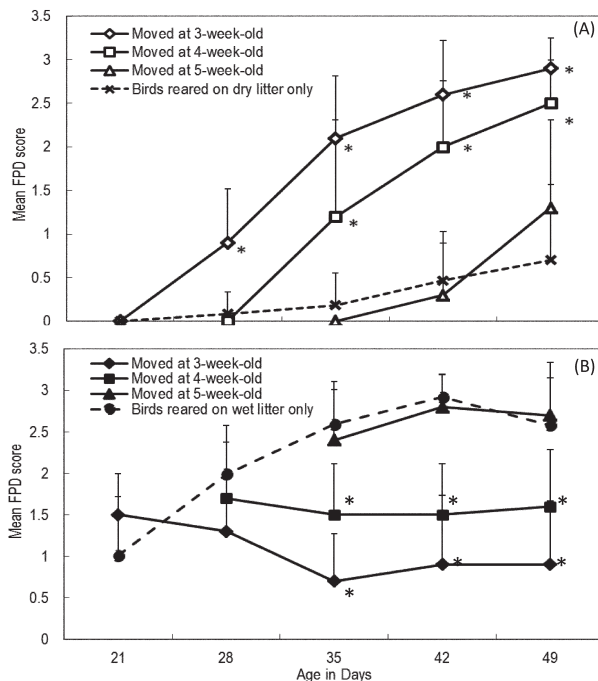 (A)
Moved at 3-week-old
Moved at 4-week-old
Moved at 5-week-old
Birds reared on dry litter only
Mean FPD score
3.5
3
2.5
2
1.5
1
0.5
0
*
*
*
*
*
*
*
(B)
Moved at 3-week-old
Moved at 4-week-old
Moved at 5-week-old
Birds reared on wet litter only
Mean FPD score
3.5
3
2.5
2
1.5
1
0.5
0
*
*
*
*
*
*
21 28 35 42 49
Age in Days